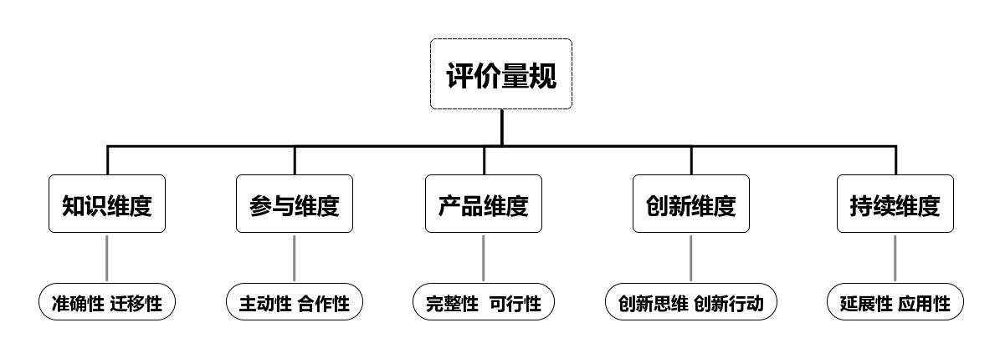 评价量规
知识维度
参与维度
产品维度
创新维度
持续维度
准确性 迁移性
主动性 合作性
完整性 可行性
创新思维 创新行动
延展性 应用性